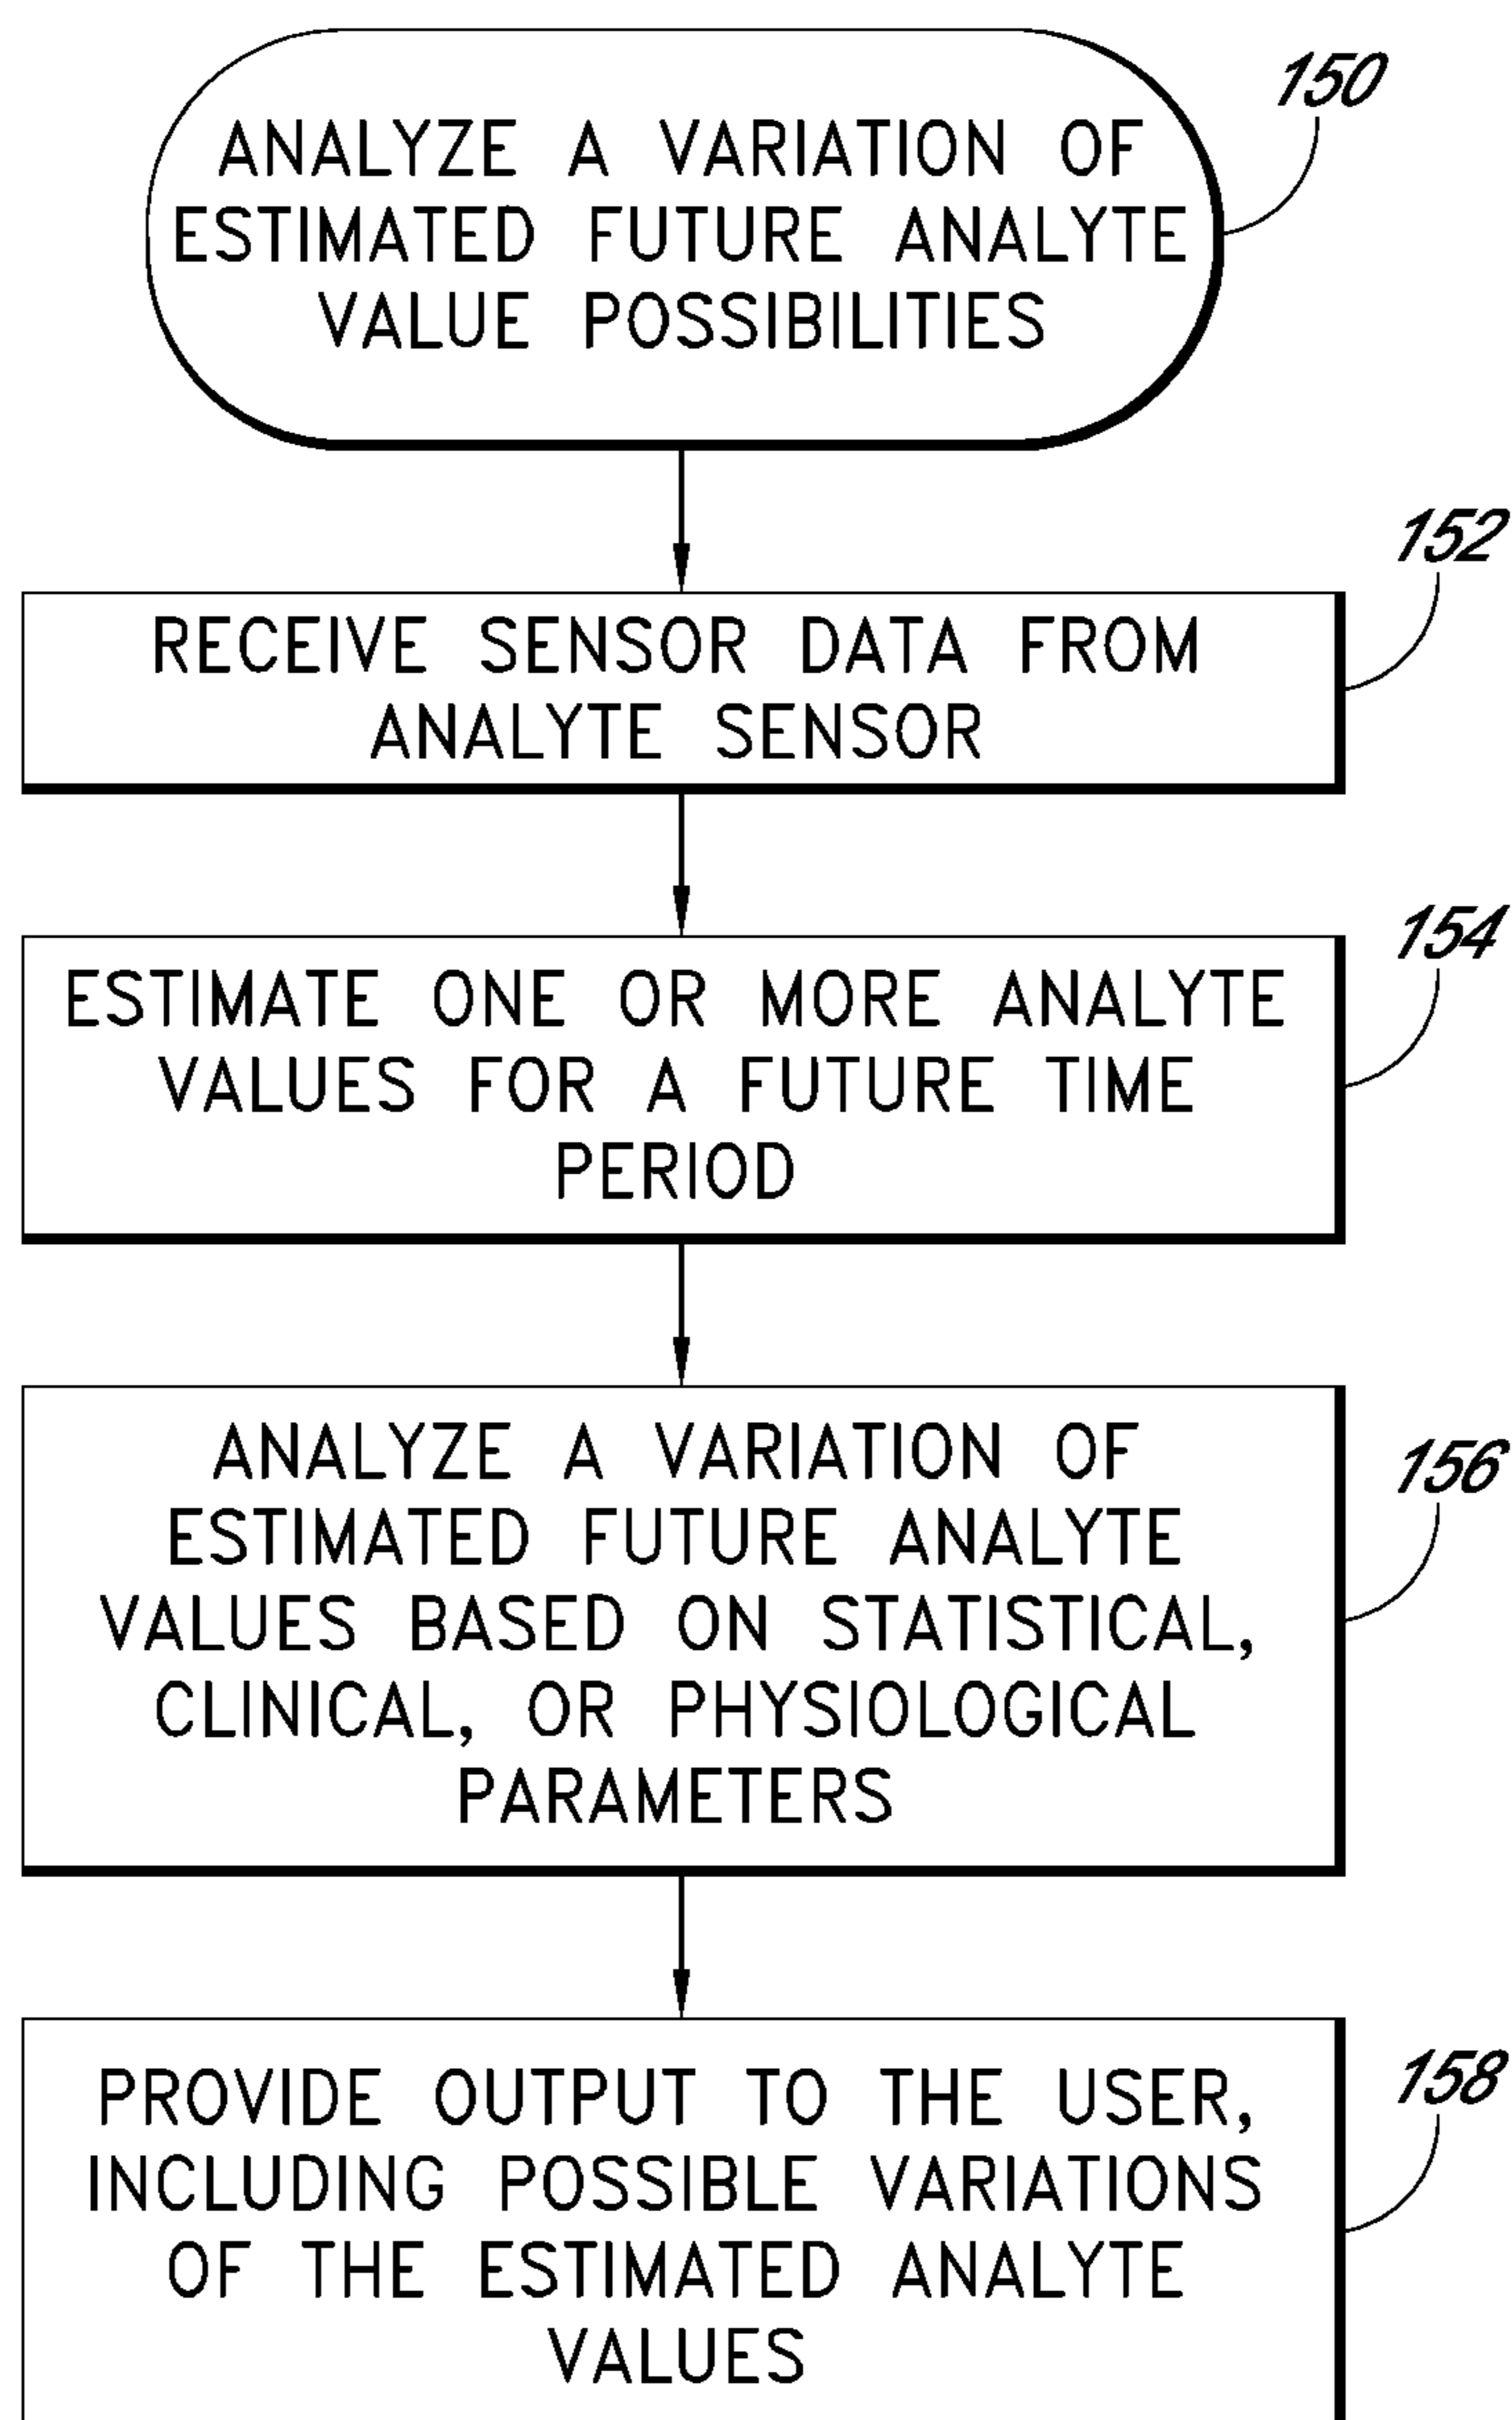 150
ANALYZE A VARIATION OF
ESTIMATED FUTURE ANALYTE
VALUE POSSIBILITIES
152
RECEIVE SENSOR DATA FROM
ANALYTE SENSOR
154
ESTIMATE ONE OR MORE ANALYTE
VALUES FOR A FUTURE TIME
PERIOD
156
ANALYZE A VARIATION OF
ESTIMATED FUTURE ANALYTE
VALUES BASED ON STATISTICAL,
CLINICAL, OR PHYSIOLOGICAL
PARAMETERS
158
PROVIDE OUTPUT TO THE USER,
INCLUDING POSSIBLE VARIATIONS
OF THE ESTIMATED ANALYTE
VALUES